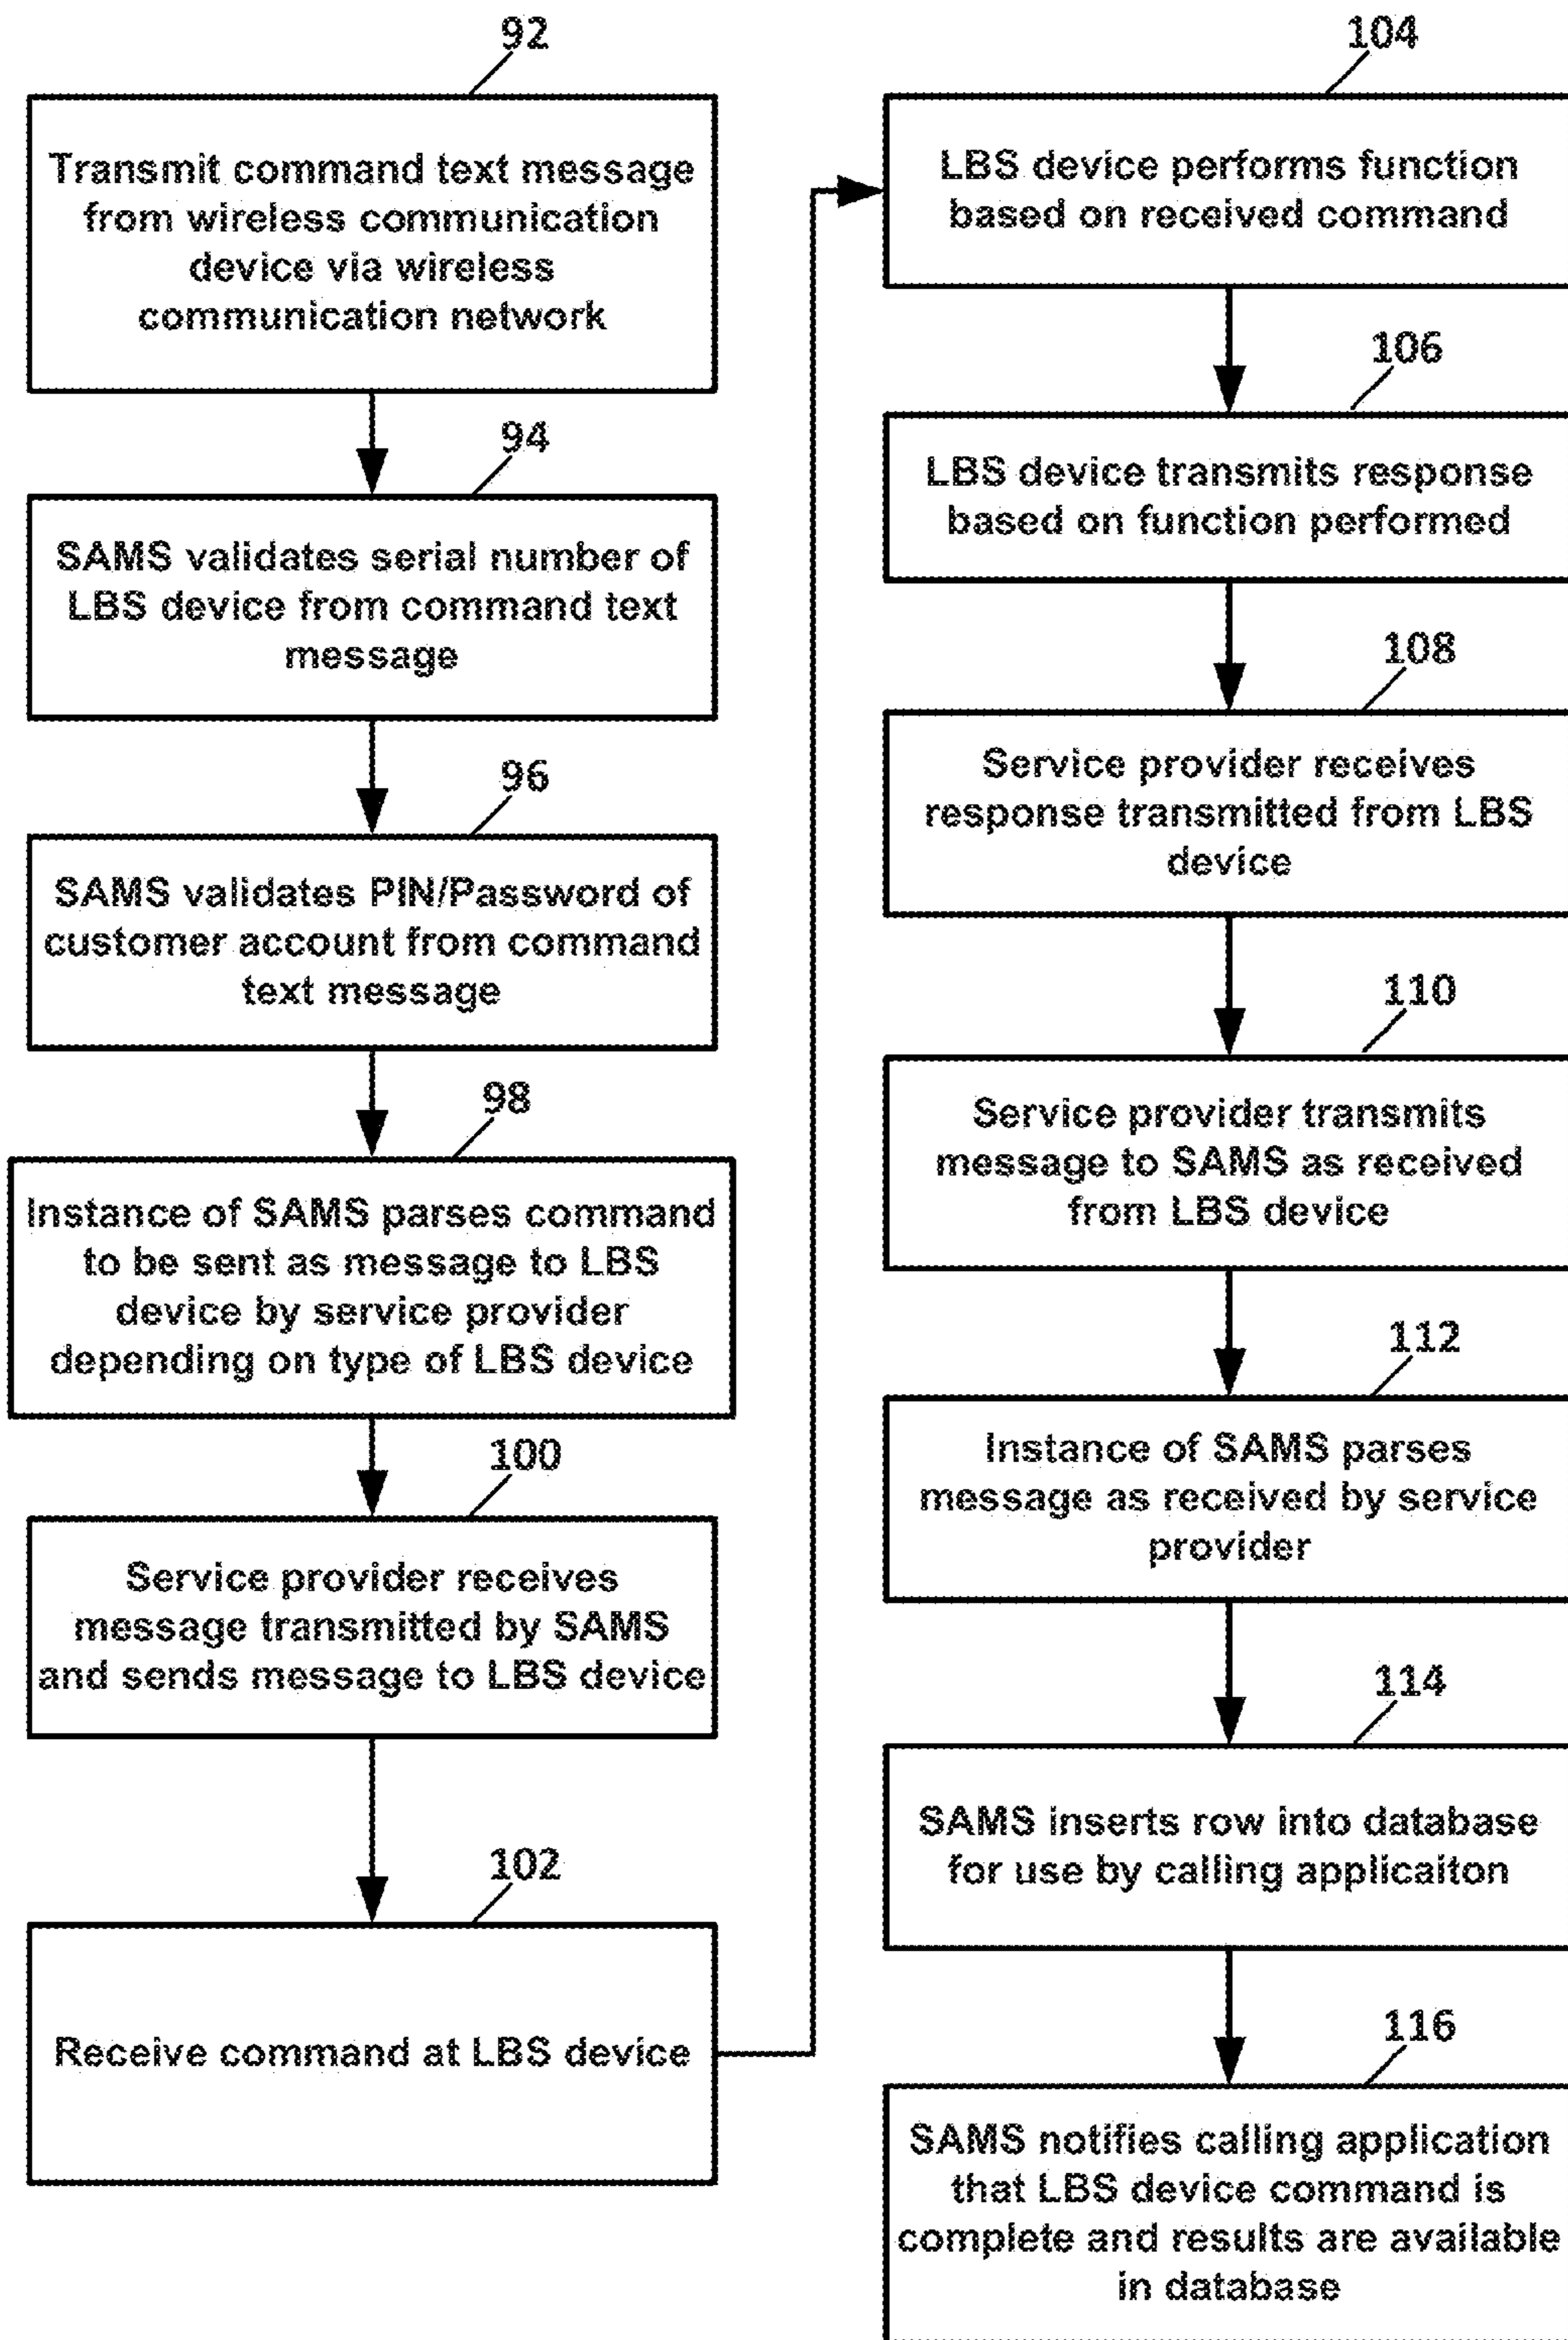 92
Transmit command text message
from wireless communication
device via wireless
communication network
94
SAMS validates serial number of
LBS device from command text
message
96
SAMS validates PIN/Password of
customer account from command
text message
98
Instance of SAMS parses command
to be sent as message to LBS
device by service provider
depending on type of LBS device
100
Service provider receives
message transmitted by SAMS
and sends message to LBS device
102
Receive command at LBS device
104
LBS device performs function
based on received command
106
LBS device transmits response
based on function performed
108
Service provider receives
response transmitted from LBS
device
110
Service provider transmits
message to SAMS as received
from LBS device
112
Instance of SAMS parses
message as received by service
provider
114
SAMS inserts row into database
for use by calling applicaiton
116
SAMS notifies calling application
that LBS device command is
complete and results are available
in database